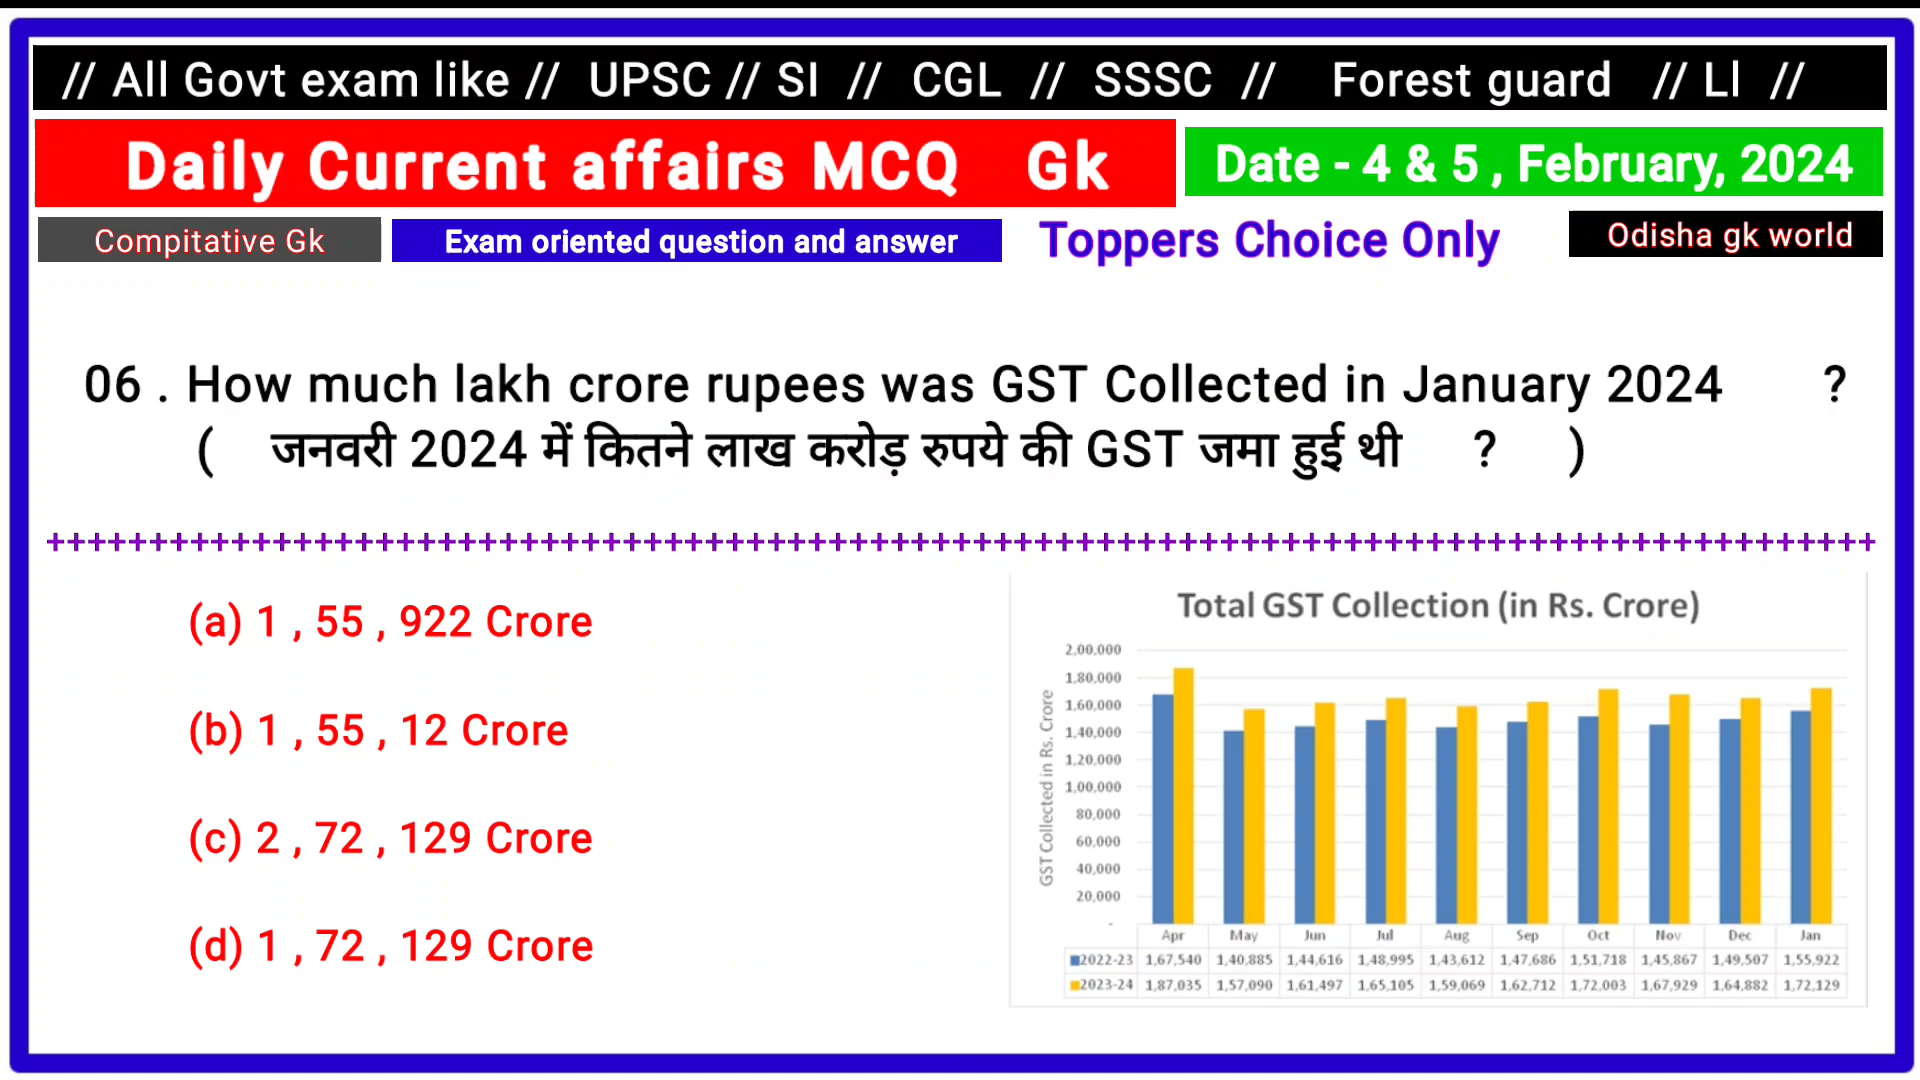 // All Govt exam like // UPSC // SI // CGL // SSSC // Forest guard // LI //
Daily Current affairs MCQ Gk
Date - 4 & 5 , February, 2024
Compitative Gk
Exam oriented question and answer
Toppers Choice Only
Odisha gk world
06 . How much lakh crore rupees was GST Collected in January 2024 ?
( जनवरी 2024 में कितने लाख करोड़ रुपये की GST जमा हुई थी ? )
++++++++++++++++++++++++++++++++++++++++++++++++++++++++++++++++++++++++++++++++++++++++
(a) 1 , 55 , 922 Crore
(b) 1 , 55 , 12 Crore
(c) 2 , 72 , 129 Crore
(d) 1 , 72 , 129 Crore
Total GST Collection (in Rs. Crore)
GST Collected in Rs. Crore
2,00,000
1,80,000
1,60,000
1,40,000
1,20,000
1,00,000
80,000
60,000
40,000
20,000
-
Apr May Jun Jul Aug Sep Oct Nov Dec Jan
2022-23 1,67,540 1,40,885 1,44,616 1,48,995 1,43,612 1,47,686 1,51,718 1,45,867 1,49,507 1,55,922
2023-24 1,87,035 1,57,090 1,61,497 1,65,105 1,59,069 1,62,712 1,72,003 1,67,929 1,64,882 1,72,129